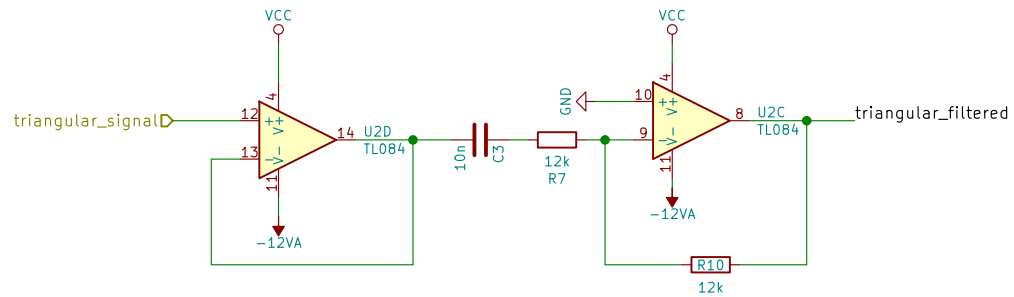 VCC
VCC
4
4
GND
10
triangular_signal
12
+
V+
14
U2D
TL084
13
-
V-
11
-12VA
10n
C3
12k
R7
+
V+
8
U2C
TL084
triangular_filtered
9
-
V-
11
-12VA
R10
12k